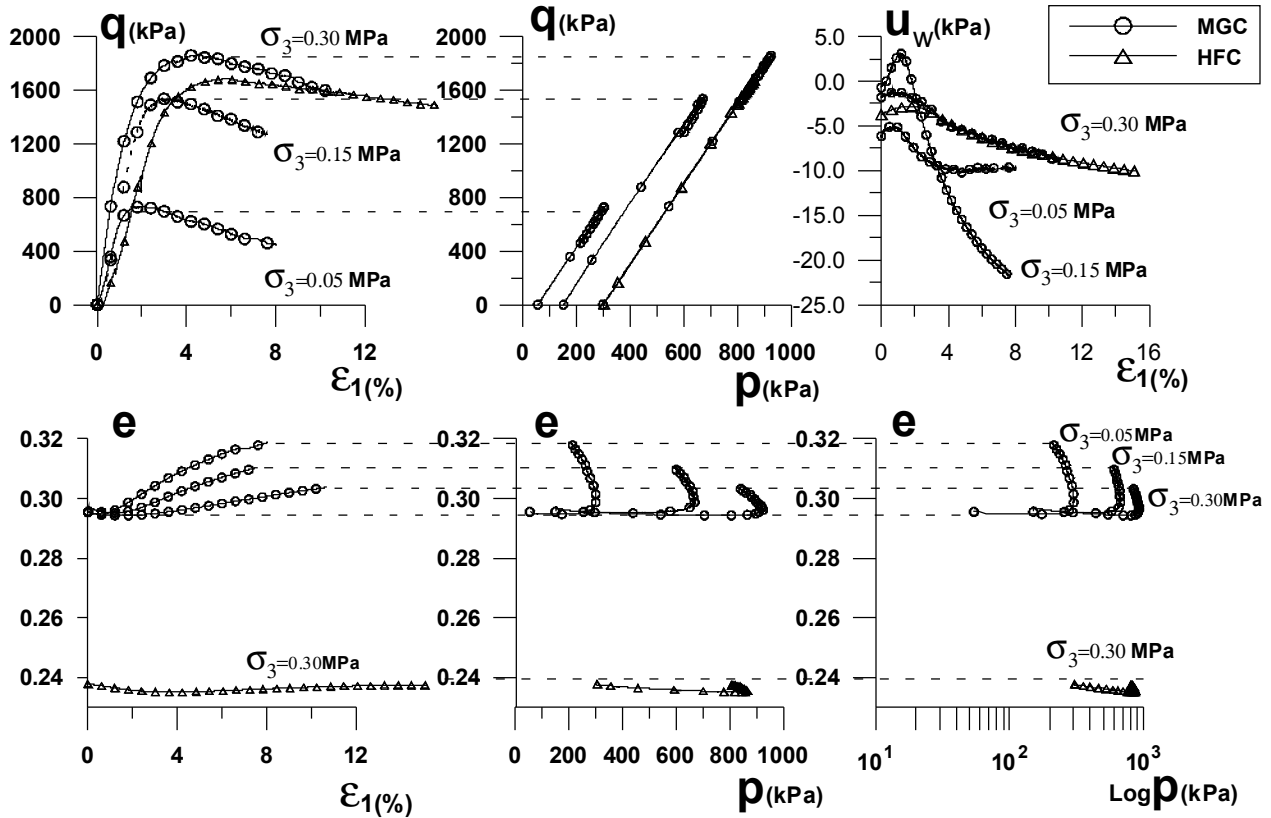 q(kPa)
2000
1600
1200
800
400
0
σ3=0.30 MPa
σ3=0.15 MPa
σ3=0.05 MPa
0 4 8 12
ε1(%)
q(kPa)
2000
1600
1200
800
400
0
0 200 400 600 800 1000
p(kPa)
uW(kPa)
5.0
0.0
-5.0
-10.0
-15.0
-20.0
-25.0
MGC
HFC
σ3=0.30 MPa
σ3=0.05 MPa
σ3=0.15 MPa
0 4 8 12 16
ε1(%)
e
0.32
0.30
0.28
0.26
0.24
σ3=0.30MPa
0 4 8 12
ε1(%)
e
0.32
0.30
0.28
0.26
0.24
0 200 400 600 800 1000
p(kPa)
e
0.32
0.30
0.28
0.26
0.24
σ3=0.05MPa
σ3=0.15MPa
σ3=0.30MPa
σ3=0.30 MPa
10^1 10^2 10^3
Log p(kPa)